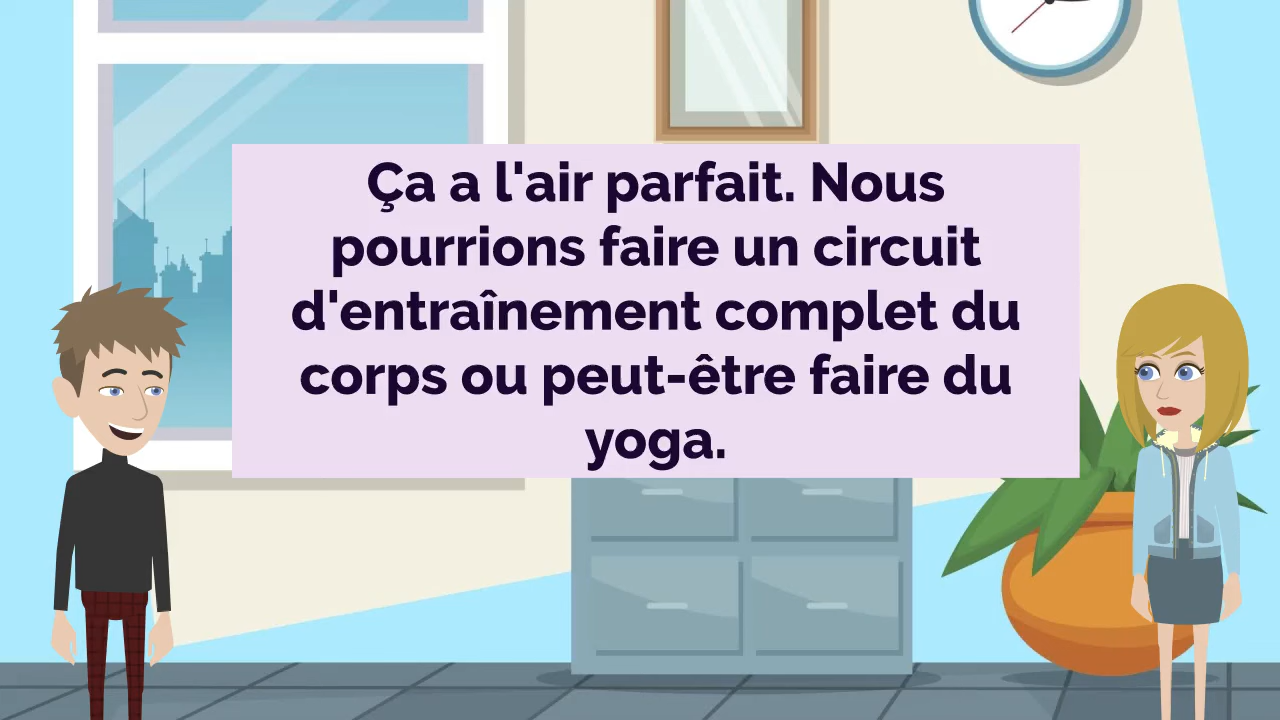 Ça a l'air parfait. Nous
pourrions faire un circuit
d'entraînement complet du
corps ou peut-être faire du
yoga.